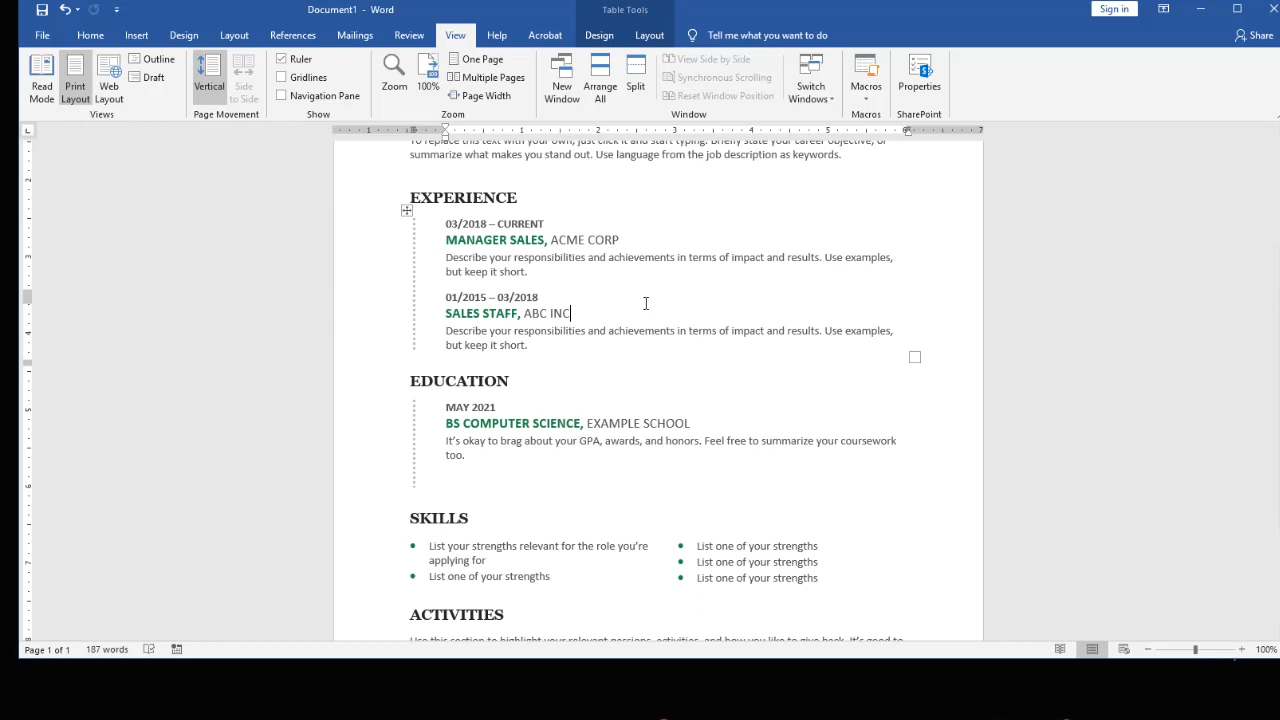 Document1 - Word
Table Tools
Sign in
File Home Insert Design Layout References Mailings Review View Help Acrobat Design Layout Tell me what you want to do Share
Read Mode
Print Layout
Web Layout
Outline
Draft
Views
Vertical
Side to Side
Page Movement
Ruler
Gridlines
Navigation Pane
Show
Zoom
100%
One Page
Multiple Pages
Page Width
Zoom
New Window
Arrange All
Split
View Side by Side
Synchronous Scrolling
Reset Window Position
Window
Switch Windows
Macros
Macros
Properties
SharePoint
L
1 1 2 3 4 5 6 7
To replace this text with your own, just click it and start typing. Briefly state your career objective, or
summarize what makes you stand out. Use language from the job description as keywords.
EXPERIENCE
03/2018 – CURRENT
MANAGER SALES, ACME CORP
Describe your responsibilities and achievements in terms of impact and results. Use examples,
but keep it short.
01/2015 – 03/2018
SALES STAFF, ABC INC
Describe your responsibilities and achievements in terms of impact and results. Use examples,
but keep it short.
EDUCATION
MAY 2021
BS COMPUTER SCIENCE, EXAMPLE SCHOOL
It's okay to brag about your GPA, awards, and honors. Feel free to summarize your coursework
too.
SKILLS
List your strengths relevant for the role you're
applying for
List one of your strengths
List one of your strengths
List one of your strengths
List one of your strengths
ACTIVITIES
Use this section to highlight your relevant passions, activities, and how you like to give back. It's good to
Page 1 of 1 187 words 100%